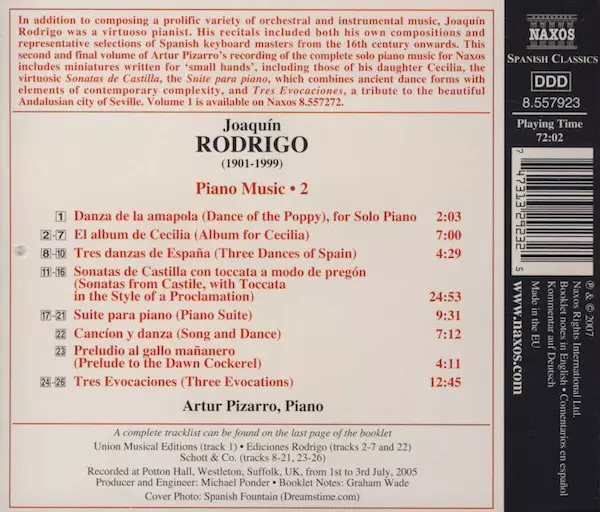 In addition to composing a prolific variety of orchestral and instrumental music, Joaquín
Rodrigo was a virtuoso pianist. His recitals included both his own compositions and
representative selections of Spanish keyboard masters from the 16th century onwards. This
second and final volume of Artur Pizarro's recording of the complete solo piano music for Naxos
includes miniatures written for 'small hands', including those of his daughter Cecilia, the
virtuosic Sonatas de Castilla, the Suite para piano, which combines ancient dance forms with
elements of contemporary complexity, and Tres Evocaciones, a tribute to the beautiful
Andalusian city of Seville. Volume 1 is available on Naxos 8.557272.
Joaquín
RODRIGO
(1901-1999)
Piano Music • 2
1 Danza de la amapola (Dance of the Poppy), for Solo Piano 2:03
2-7 El album de Cecilia (Album for Cecilia) 7:00
8-10 Tres danzas de España (Three Dances of Spain) 4:29
11-16 Sonatas de Castilla con toccata a modo de pregón
(Sonatas from Castile, with Toccata
in the Style of a Proclamation) 24:53
17-21 Suite para piano (Piano Suite) 9:31
22 Cancíon y danza (Song and Dance) 7:12
23 Preludio al gallo mañanero
(Prelude to the Dawn Cockerel) 4:11
24-26 Tres Evocaciones (Three Evocations) 12:45
Artur Pizarro, Piano
A complete tracklist can be found on the last page of the booklet
Union Musical Editions (track 1) • Ediciones Rodrigo (tracks 2-7 and 22)
Schott & Co. (tracks 8-21, 23-26)
Recorded at Potton Hall, Westleton, Suffolk, UK, from 1st to 3rd July, 2005
Producer and Engineer: Michael Ponder • Booklet Notes: Graham Wade
Cover Photo: Spanish Fountain (Dreamstime.com)
NAXOS
SPANISH CLASSICS
DDD
8.557923
Playing Time
72:02
7 47313 29232 5
℗ & © 2007
Naxos Rights International Ltd.
Booklet notes in English • Comentarios en español
Kommentar auf Deutsch
Made in the EU
www.naxos.com